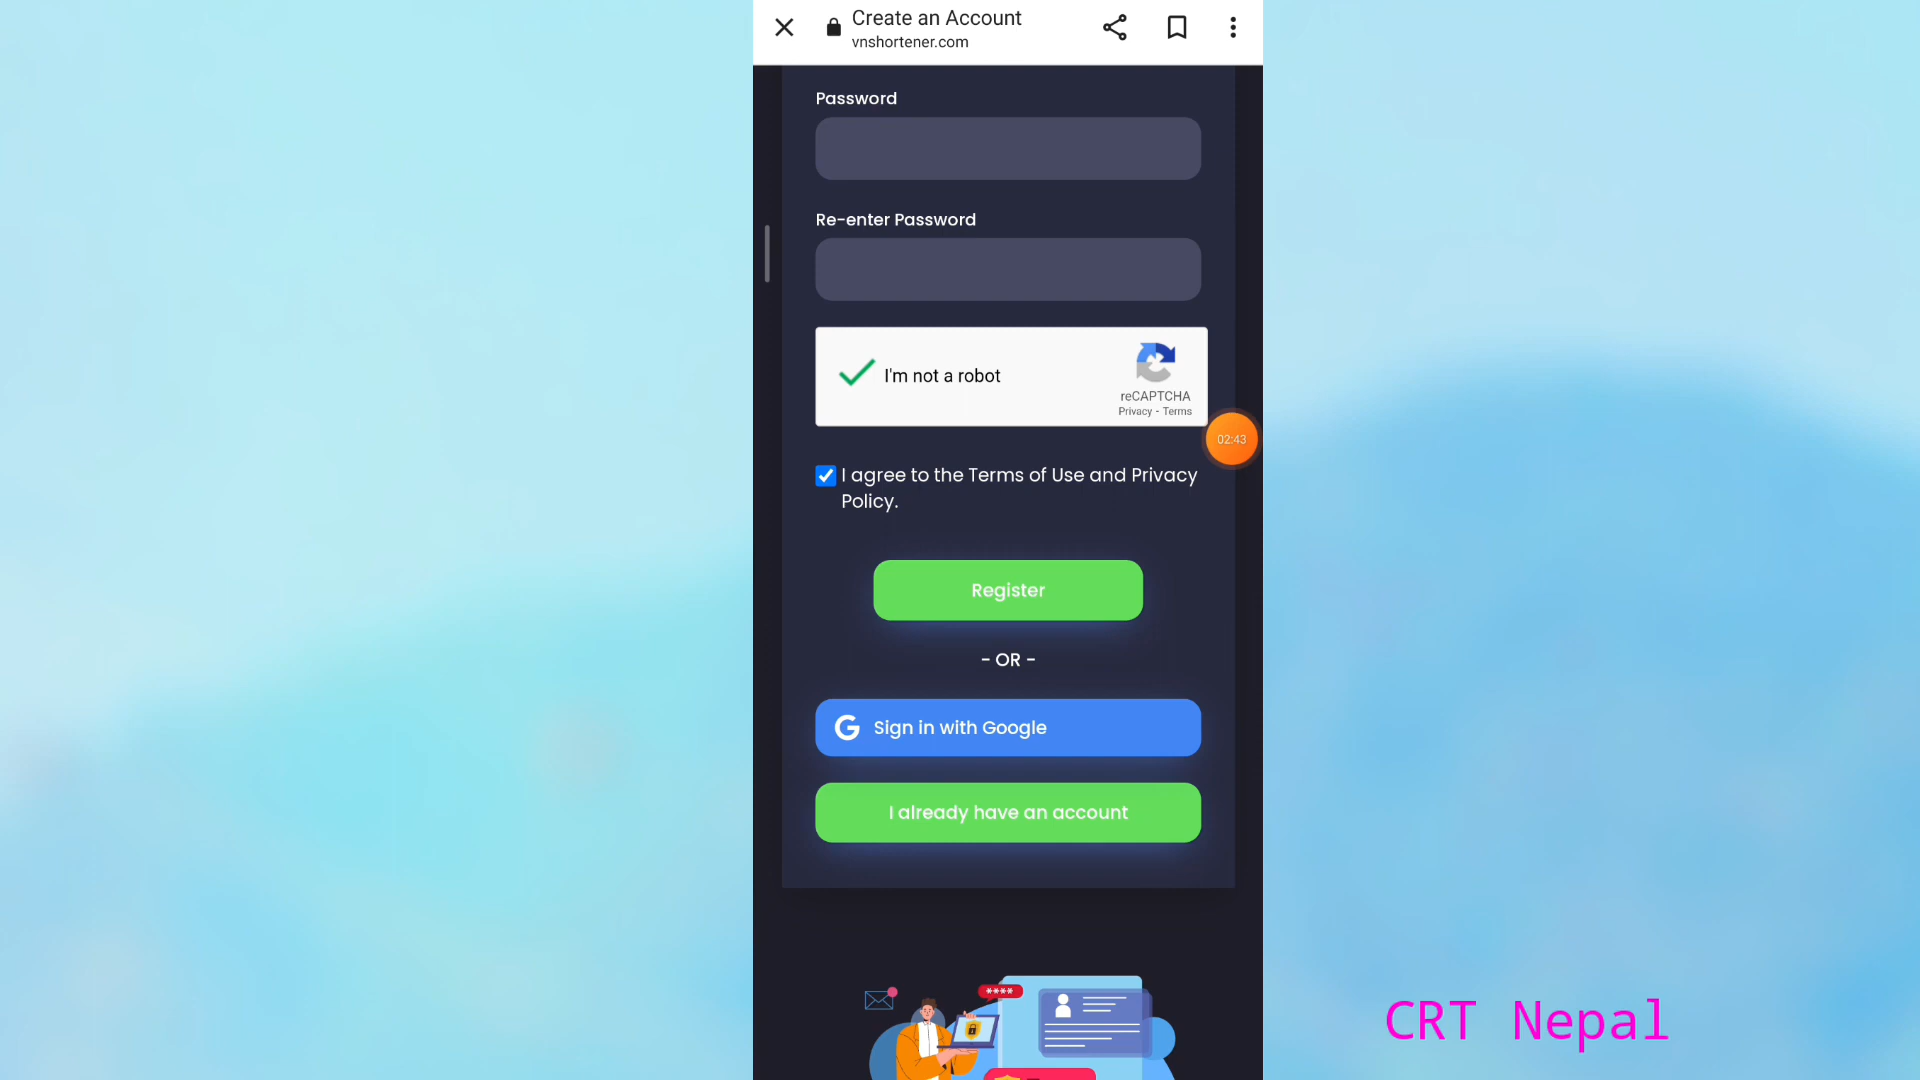 Create an Account
vnshortener.com
Password
Re-enter Password
I'm not a robot
reCAPTCHA
Privacy - Terms
02:43
I agree to the Terms of Use and Privacy
Policy.
Register
- OR -
Sign in with Google
I already have an account
****
CRT Nepal